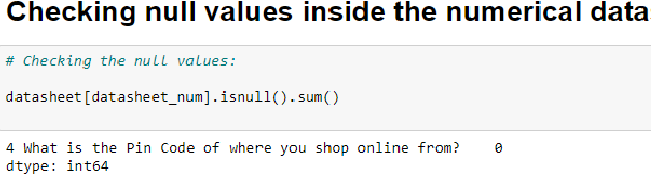 Checking null values inside the numerical data
# Checking the null values:
dataset[datasheet_num].isnull().sum()
4 What is the Pin Code of where you shop online from?    0
dtype: int64